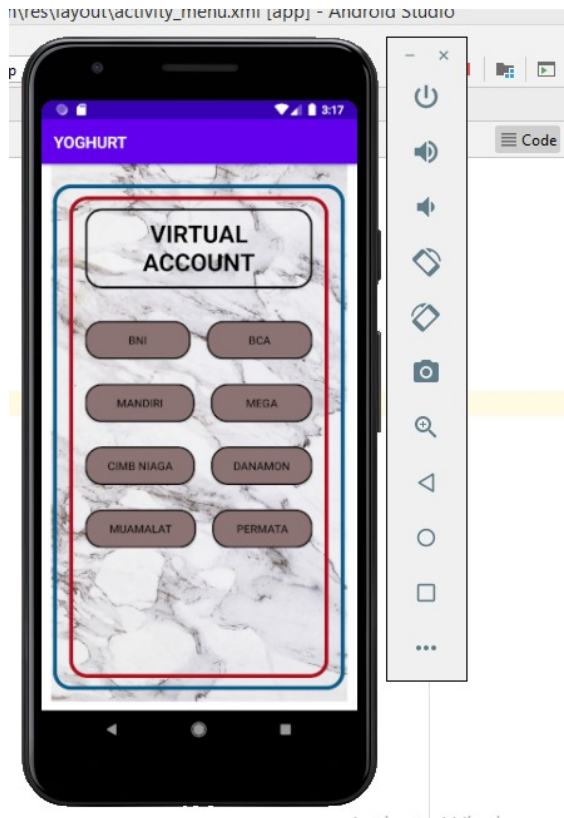 n\res\layout\activity_menu.xml [app] - Android Studio
3:17
YOGHURT
Code
VIRTUAL
ACCOUNT
BNI BCA
MANDIRI MEGA
CIMB NIAGA DANAMON
MUAMALAT PERMATA